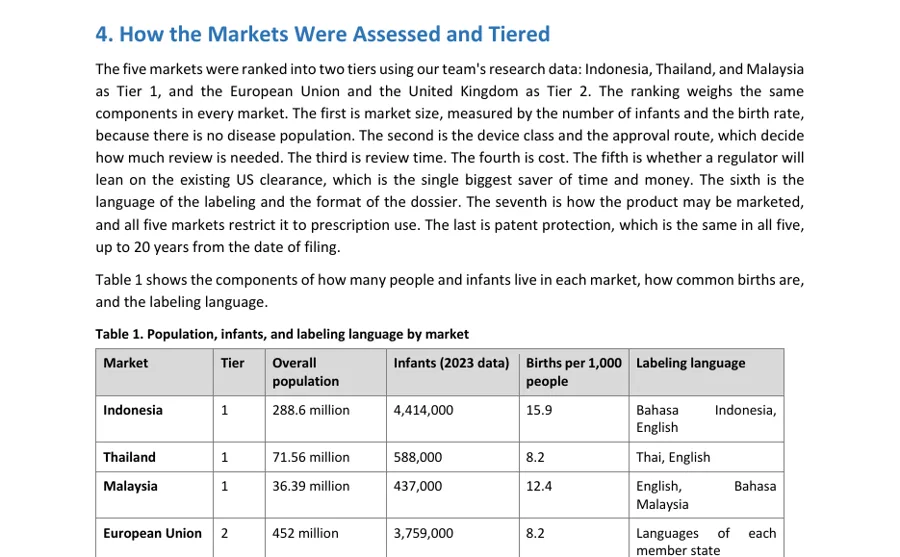 4. How the Markets Were Assessed and Tiered
The five markets were ranked into two tiers using our team's research data: Indonesia, Thailand, and Malaysia
as Tier 1, and the European Union and the United Kingdom as Tier 2. The ranking weighs the same
components in every market. The first is market size, measured by the number of infants and the birth rate,
because there is no disease population. The second is the device class and the approval route, which decide
how much review is needed. The third is review time. The fourth is cost. The fifth is whether a regulator will
lean on the existing US clearance, which is the single biggest saver of time and money. The sixth is the
language of the labeling and the format of the dossier. The seventh is how the product may be marketed,
and all five markets restrict it to prescription use. The last is patent protection, which is the same in all five,
up to 20 years from the date of filing.
Table 1 shows the components of how many people and infants live in each market, how common births are,
and the labeling language.
Table 1. Population, infants, and labeling language by market
Market Tier Overall population Infants (2023 data) Births per 1,000 people Labeling language
Indonesia 1 288.6 million 4,414,000 15.9 Bahasa Indonesia, English
Thailand 1 71.56 million 588,000 8.2 Thai, English
Malaysia 1 36.39 million 437,000 12.4 English, Bahasa Malaysia
European Union 2 452 million 3,759,000 8.2 Languages of each member state